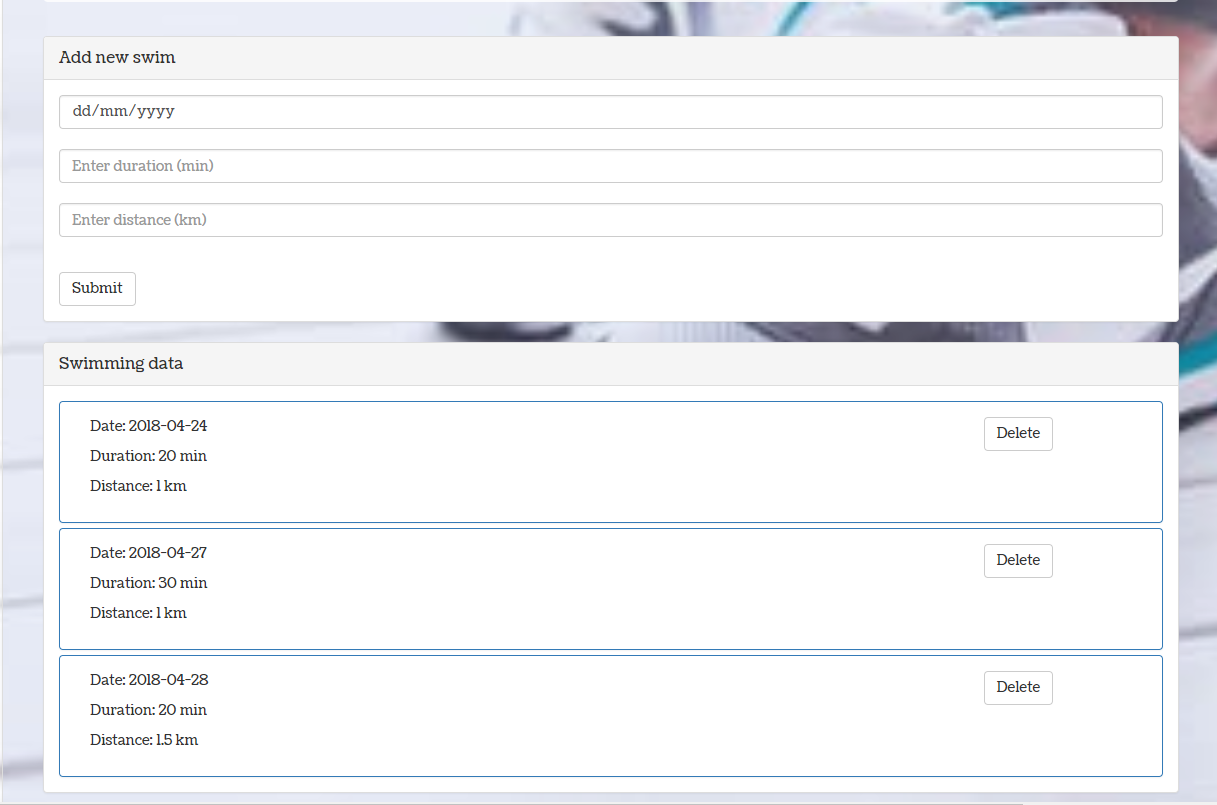 Add new swim
dd/mm/yyyy
Enter duration (min)
Enter distance (km)
Submit
Swimming data
Date: 2018-04-24
Delete
Duration: 20 min
Distance: 1 km
Date: 2018-04-27
Delete
Duration: 30 min
Distance: 1 km
Date: 2018-04-28
Delete
Duration: 20 min
Distance: 1.5 km